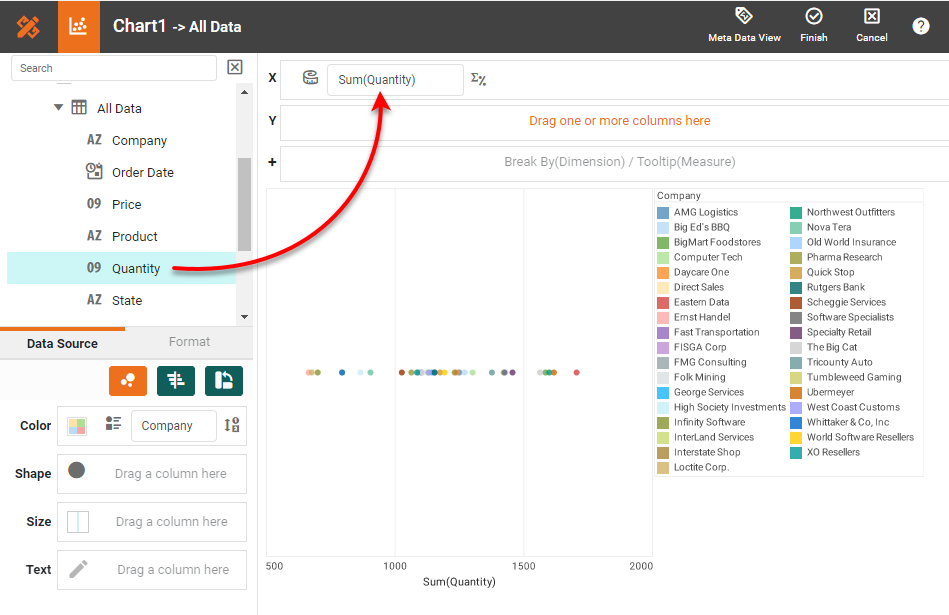 Chart1 -> All Data
Meta Data View
Finish
Cancel
?
Search
All Data
AZ Company
Order Date
09 Price
AZ Product
09 Quantity
AZ State
Data Source
Format
Color
Company
Shape
Drag a column here
Size
Drag a column here
Text
Drag a column here
X
Sum(Quantity)
Y
Drag one or more columns here
+
Break By(Dimension) / Tooltip(Measure)
500 1000 1500 2000
Sum(Quantity)
Company
AMG Logistics
Big Ed's BBQ
BigMart Foodstores
Computer Tech
Daycare One
Direct Sales
Eastern Data
Ernst Handel
Fast Transportation
FISGA Corp
FMG Consulting
Folk Mining
George Services
High Society Investments
Infinity Software
InterLand Services
Interstate Shop
Loctite Corp.
Northwest Outfitters
Nova Tera
Old World Insurance
Pharma Research
Quick Stop
Rutgers Bank
Scheggie Services
Software Specialists
Specialty Retail
The Big Cat
Tricounty Auto
Tumbleweed Gaming
Ubermeyer
West Coast Customs
Whittaker & Co, Inc
World Software Resellers
XO Resellers